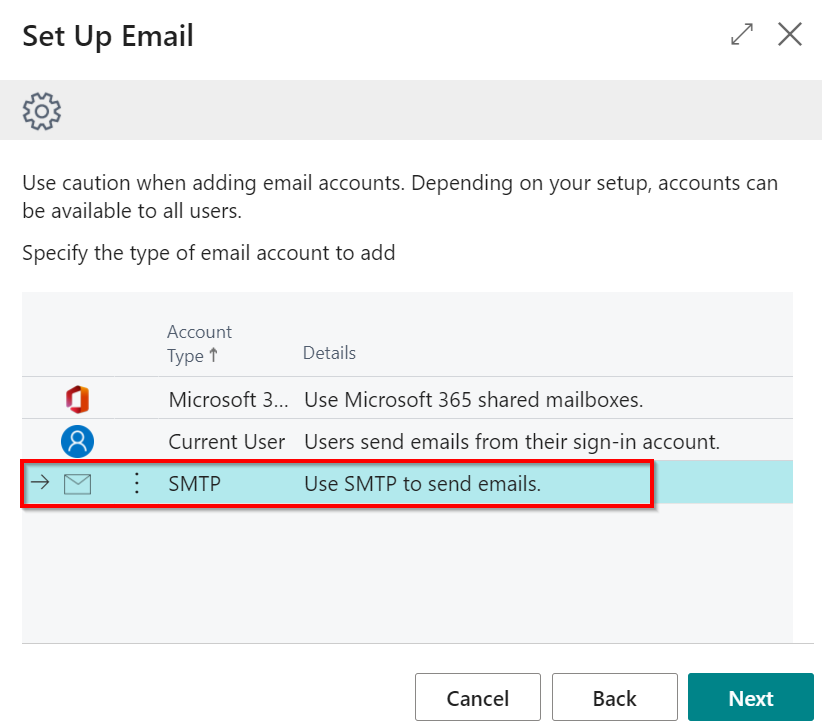 Set Up Email
Use caution when adding email accounts. Depending on your setup, accounts can
be available to all users.
Specify the type of email account to add
Account
Type ↑
Details
Microsoft 3... Use Microsoft 365 shared mailboxes.
Current User Users send emails from their sign-in account.
→ ⋮ SMTP Use SMTP to send emails.
Cancel Back Next